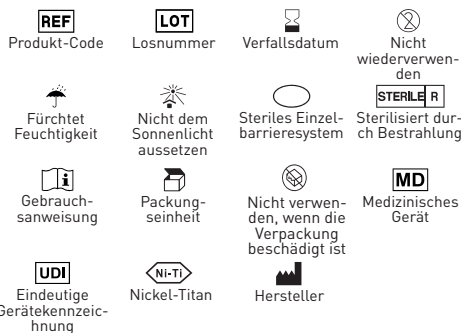 REF
Produkt-Code
LOT
Losnummer
Verfallsdatum
2
Nicht
wiederverwen-
den
Fürchtet
Feuchtigkeit
Nicht dem
Sonnenlicht
aussetzen
Steriles Einzel-
barrieresystem
STERILE R
Sterilisiert dur-
ch Bestrahlung
i
Gebrauch-
sanweisung
Packung-
seinheit
Nicht verwen-
den, wenn die
Verpackung
beschädigt ist
MD
Medizinisches
Gerät
UDI
Eindeutige
Gerätekennzeic-
hnung
Ni-Ti
Nickel-Titan
Hersteller